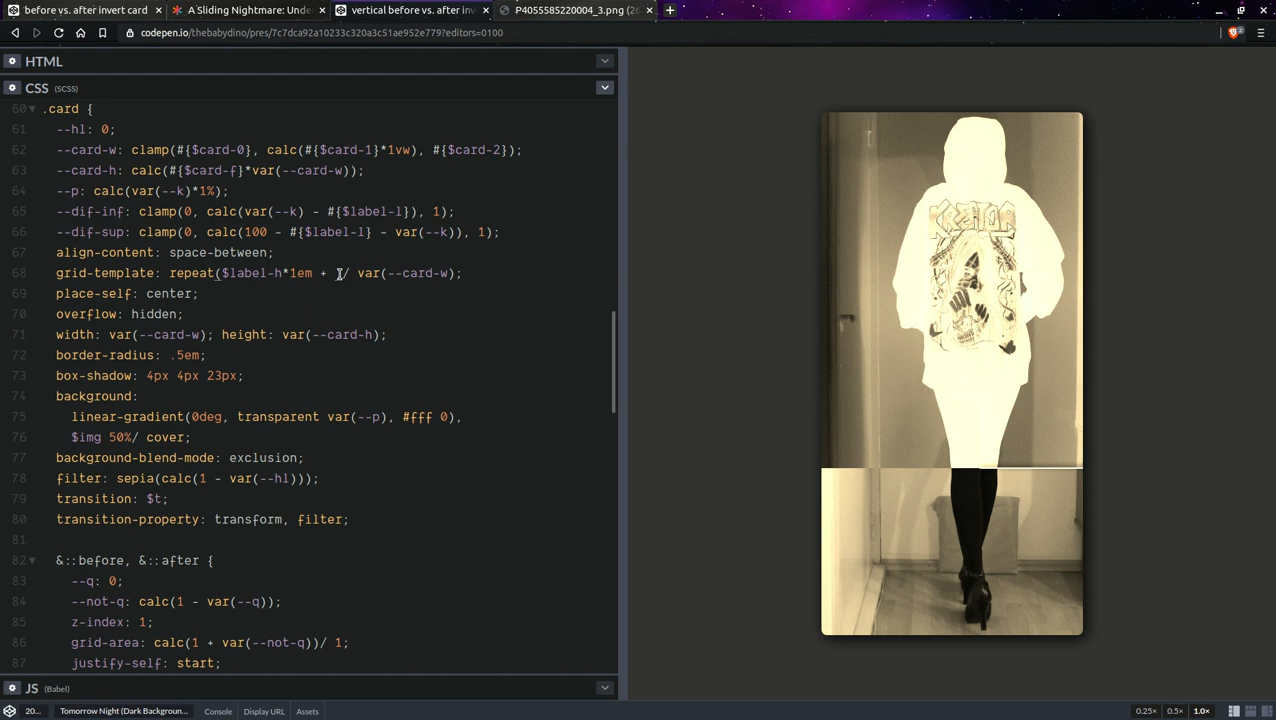 before vs. after invert card
A Sliding Nightmare: Unde
vertical before vs. after inv
P4055585220004_3.png (26
codepen.io/thebabydino/pres/7c7dca92a10233c320a3c51ae952e779?editors=0100
2
HTML
CSS (SCSS)
60 .card {
61 --hl: 0;
62 --card-w: clamp(#{$card-0}, calc(#{$card-1}*1vw), #{$card-2});
63 --card-h: calc(#{$card-f}*var(--card-w));
64 --p: calc(var(--k)*1%);
65 --dif-inf: clamp(0, calc(var(--k) - #{$label-l}), 1);
66 --dif-sup: clamp(0, calc(100 - #{$label-l} - var(--k)), 1);
67 align-content: space-between;
68 grid-template: repeat($label-h*1em + / var(--card-w);
69 place-self: center;
70 overflow: hidden;
71 width: var(--card-w); height: var(--card-h);
72 border-radius: .5em;
73 box-shadow: 4px 4px 23px;
74 background:
75 linear-gradient(0deg, transparent var(--p), #fff 0),
76 $img 50%/ cover;
77 background-blend-mode: exclusion;
78 filter: sepia(calc(1 - var(--hl)));
79 transition: $t;
80 transition-property: transform, filter;
81
82 &::before, &::after {
83 --q: 0;
84 --not-q: calc(1 - var(--q));
85 z-index: 1;
86 grid-area: calc(1 + var(--not-q))/ 1;
87 justify-self: start;
KREATOR
JS (Babel)
20...
Tomorrow Night (Dark Backgroun...
Console
Display URL
Assets
0.25×
0.5×
1.0×